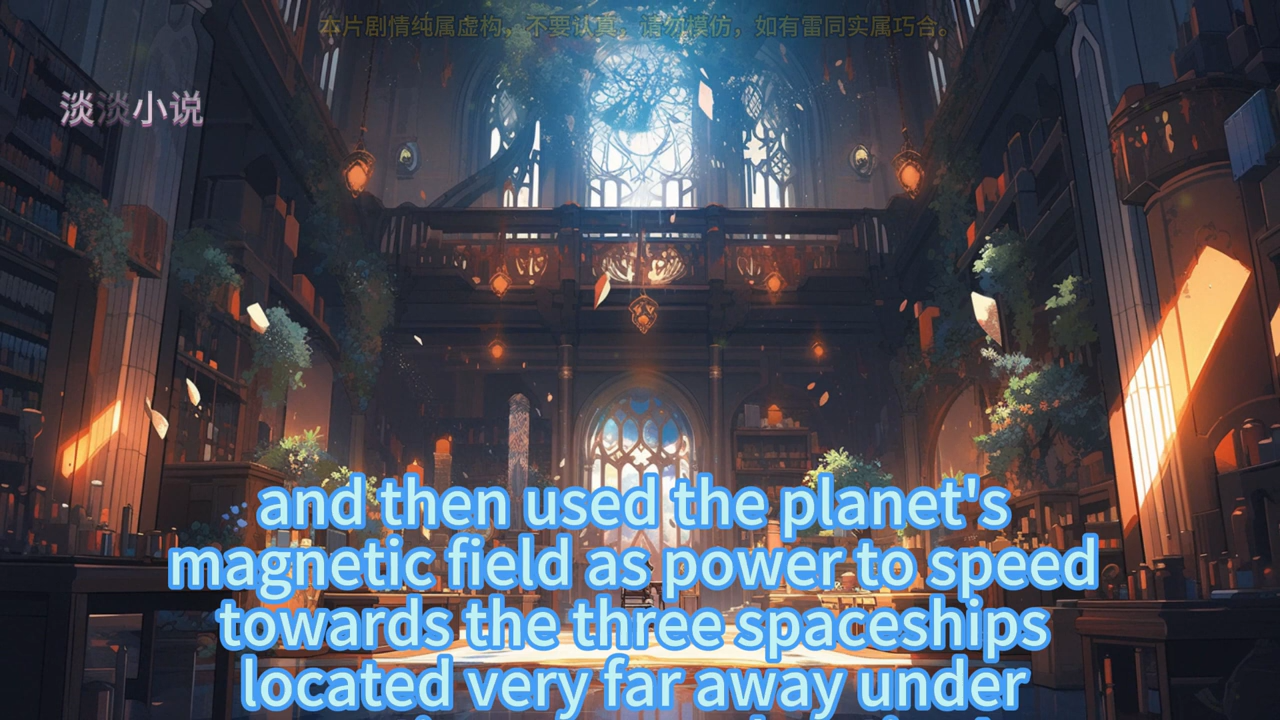 本片剧情纯属虚构，不要认真，请勿模仿，如有雷同实属巧合。
淡淡小说
and then used the planet's
magnetic field as power to speed
towards the three spaceships
located very far away under